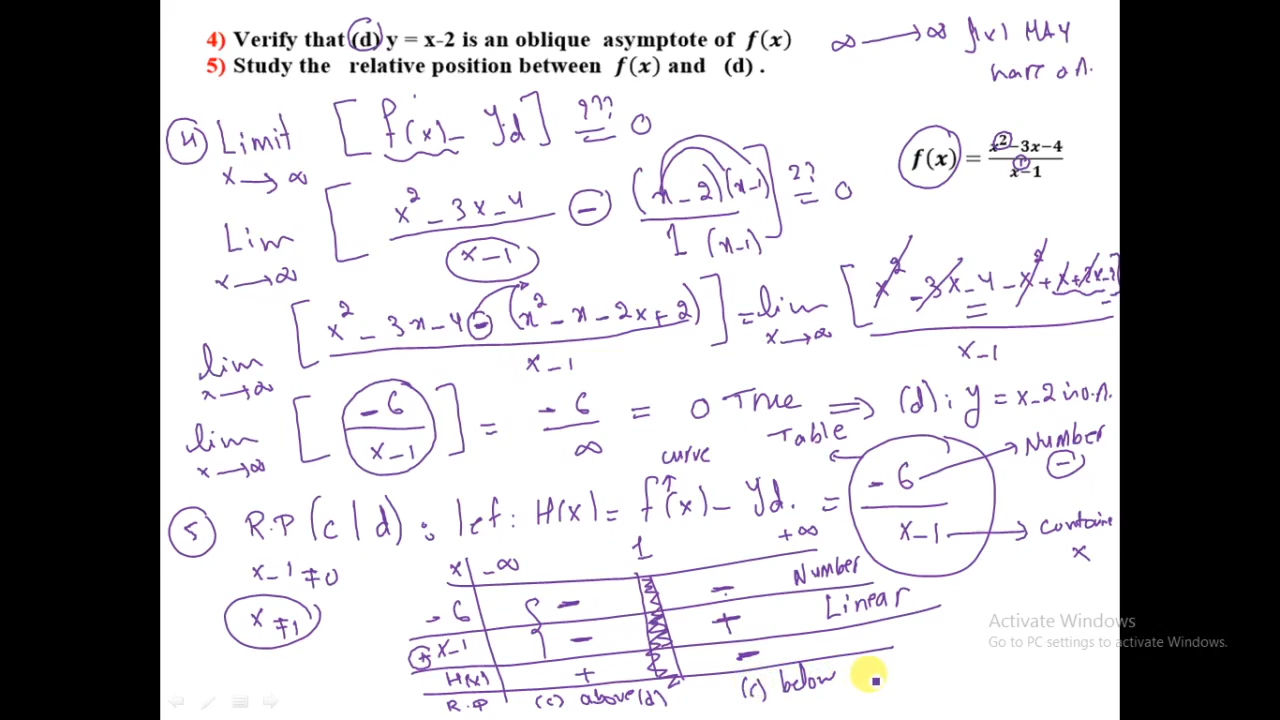 4) Verify that (d) y = x-2 is an oblique asymptote of f(x)
5) Study the relative position between f(x) and (d) .
∞ → ∞ f(x) MAY
have o A.
f(x) = x²-3x-4 / x-1
4 Limit x→∞ [f(x) - Yd] =??? 0
Lim x→∞ [x² - 3x - 4 / x-1 - (x-2)(x-1) / 1(x-1)] =?? 0
lim x→∞ [x² - 3x - 4 - (x² - x - 2x + 2) / x-1] = lim x→∞ [x² - 3x - 4 - x² + x + 2x - 2 / x-1
lim x→∞ [-6 / x-1] = -6 / ∞ = 0 True ⇒ (d): y = x-2 is o.A.
Table
curve
Number
-
5 R.P (c/d) : let: H(x) = f(x) - Yd. = -6 / x-1
Contains
x
x-1 ≠ 0
x ≠ 1
x -∞ 1 +∞
-6 - - Number
+x-1 - + Linear
H(x) + -
R.P (c) above (d) (c) below
Activate Windows
Go to PC settings to activate Windows.